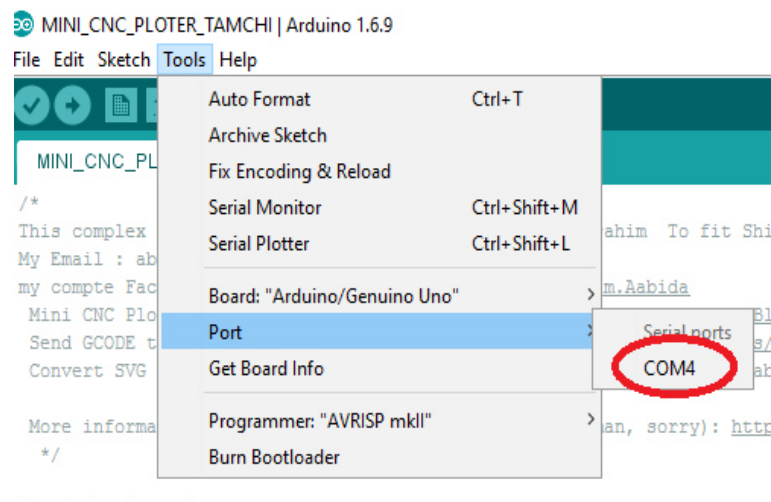 MINI_CNC_PLOTER_TAMCHI | Arduino 1.6.9
File Edit Sketch Tools Help
Auto Format Ctrl+T
Archive Sketch
MINI_CNC_PL
Fix Encoding & Reload
/*
Serial Monitor Ctrl+Shift+M
This complex ahim To fit Shi
Serial Plotter Ctrl+Shift+L
My Email : ab
my compte Fac m.Aabida
Board: "Arduino/Genuino Uno"
Mini CNC Plo Bl
Port Serial ports
Send GCODE t s/
Get Board Info COM4
Convert SVG ab
Programmer: "AVRISP mkII"
More informa an, sorry): http
*/
Burn Bootloader